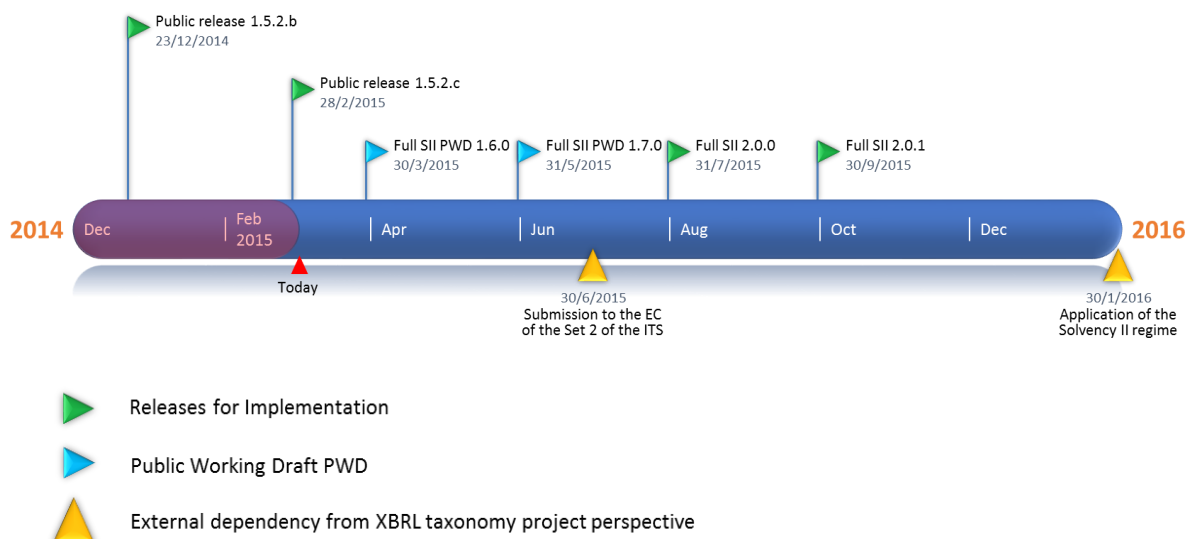 Public release 1.5.2.b
23/12/2014
Public release 1.5.2.c
28/2/2015
Full SII PWD 1.6.0
30/3/2015
Full SII PWD 1.7.0
31/5/2015
Full SII 2.0.0
31/7/2015
Full SII 2.0.1
30/9/2015
2014
Dec
Feb
2015
Apr
Jun
Aug
Oct
Dec
2016
Today
30/6/2015
Submission to the EC
of the Set 2 of the ITS
30/1/2016
Application of the
Solvency II regime
Releases for Implementation
Public Working Draft PWD
External dependency from XBRL taxonomy project perspective